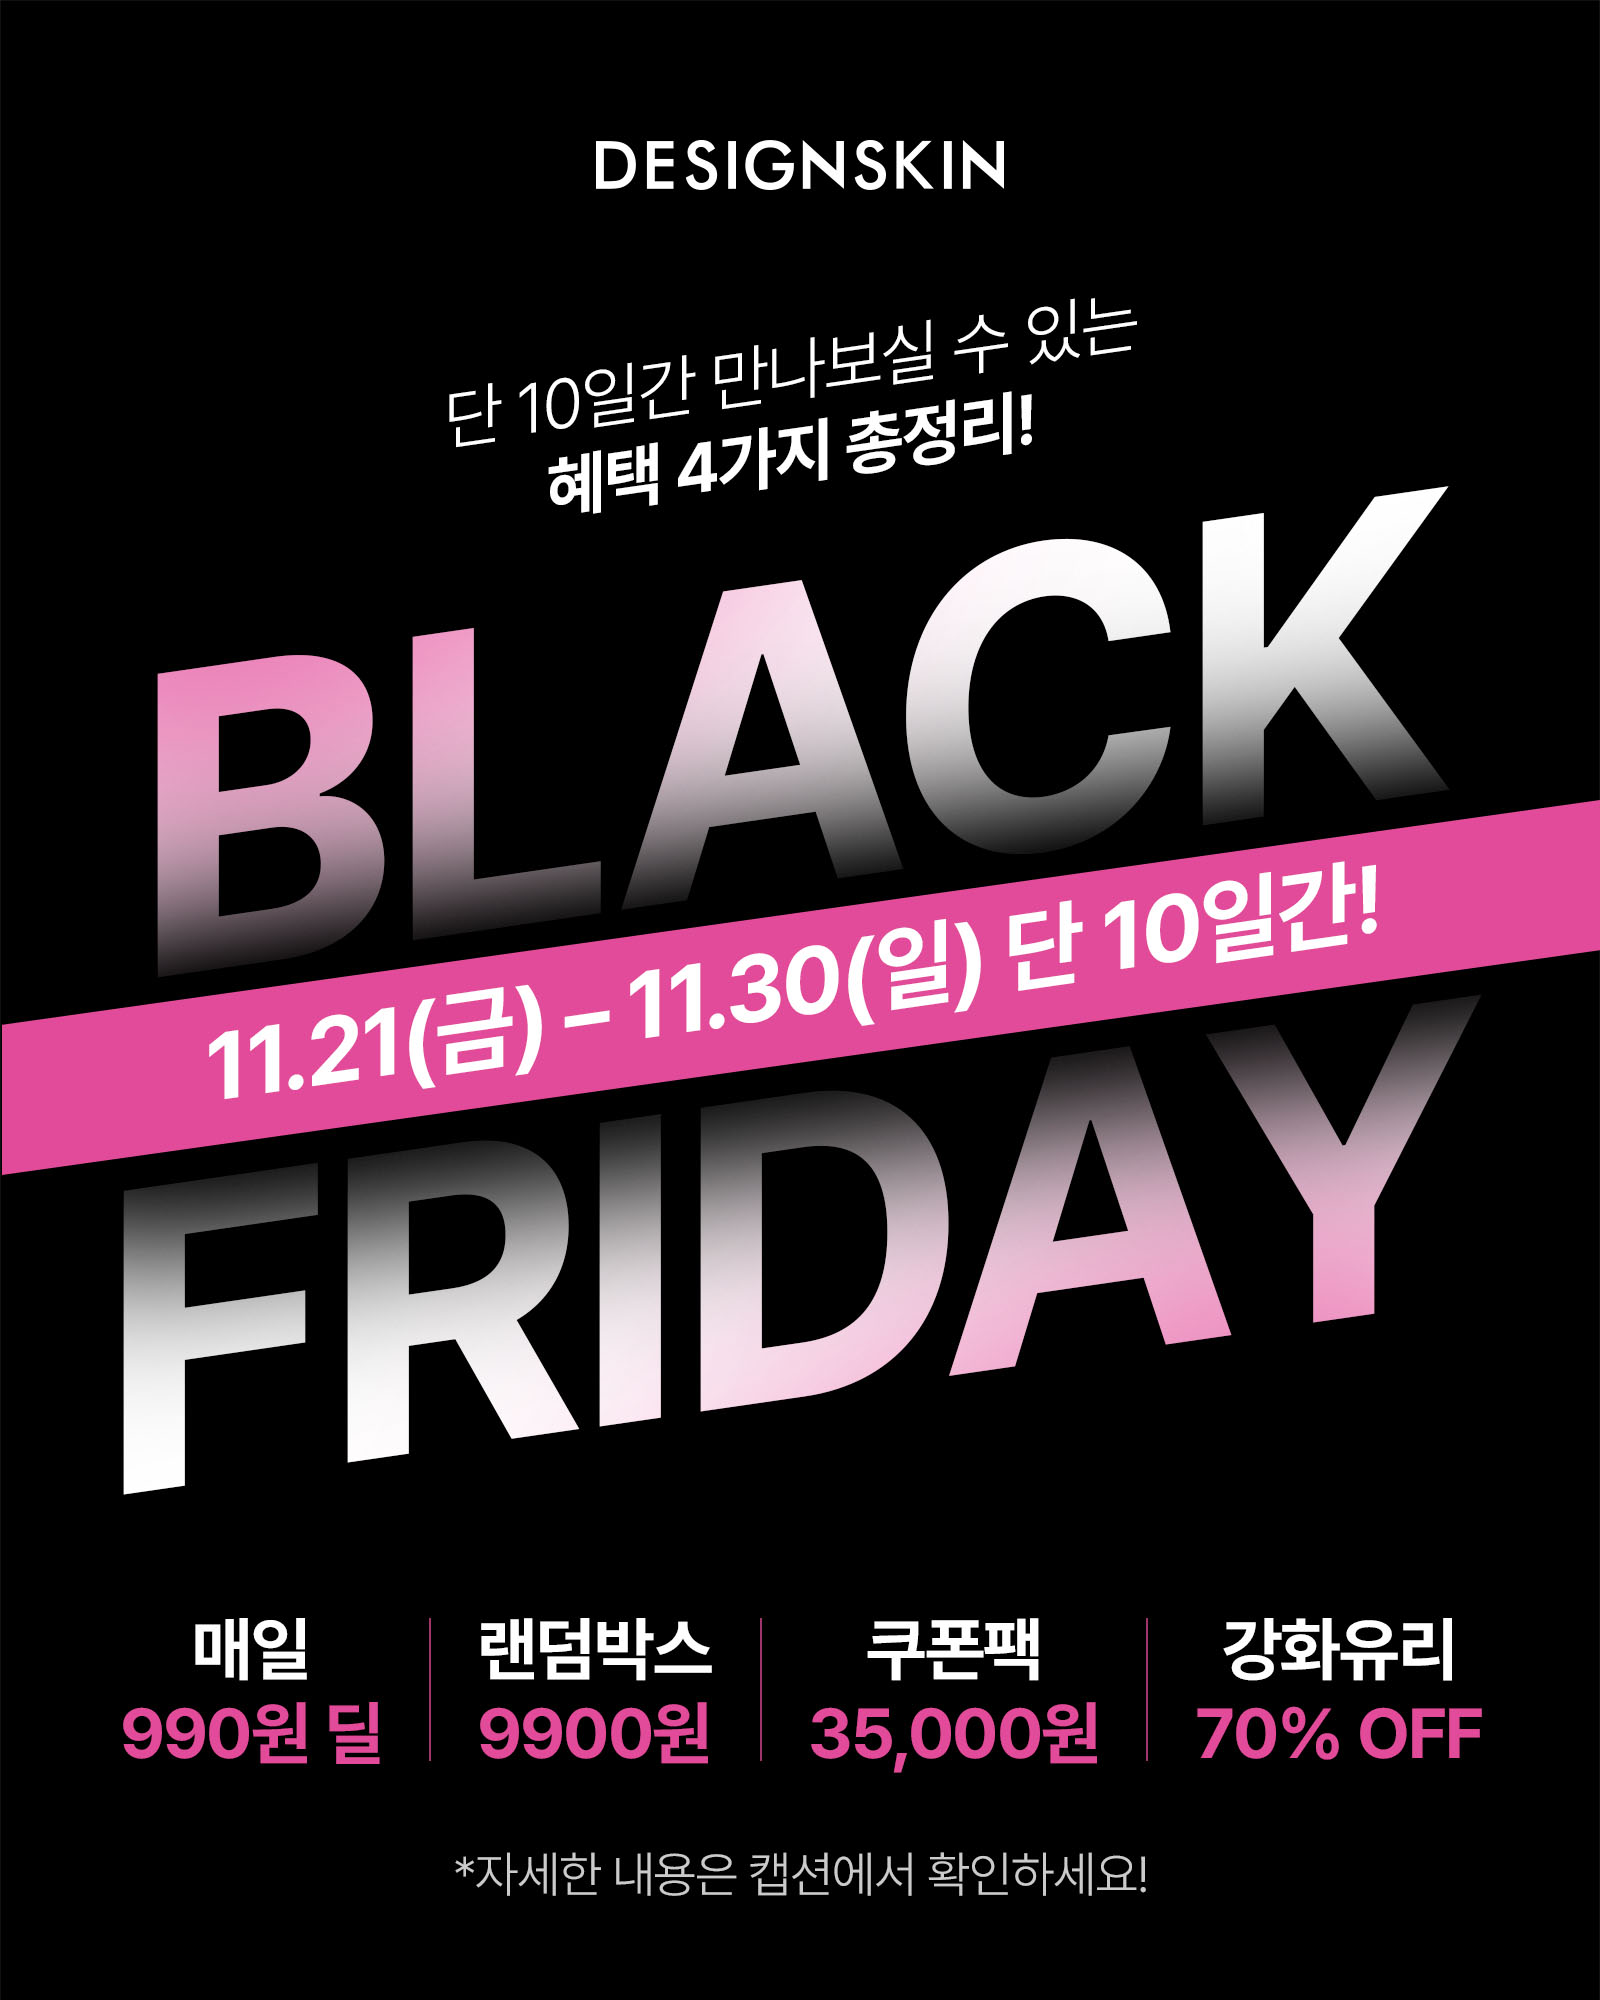 DESIGNSKIN
단 10일간 만나보실 수 있는
혜택 4가지 총정리!
BLACK
11.21(금) – 11.30(일) 단 10일간!
FRIDAY
매일
990원 딜
랜덤박스
9900원
쿠폰팩
35,000원
강화유리
70% OFF
*자세한 내용은 캡션에서 확인하세요!